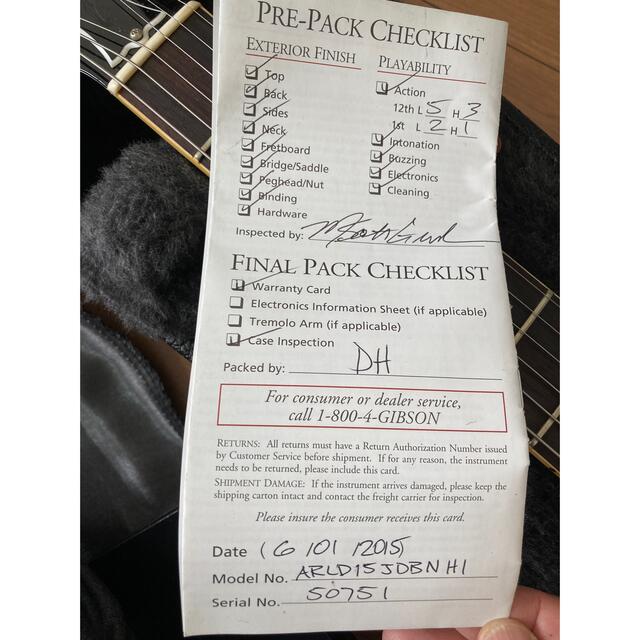 PRE-PACK CHECKLIST
EXTERIOR FINISH
Top
Back
Sides
Neck
Fretboard
Bridge/Saddle
Peghead/Nut
Binding
Hardware
PLAYABILITY
Action
12th L 5 H 3
1st L 2 H 1
Intonation
Buzzing
Electronics
Cleaning
Inspected by:
FINAL PACK CHECKLIST
Warranty Card
Electronics Information Sheet (if applicable)
Tremolo Arm (if applicable)
Case Inspection
Packed by: DH
For consumer or dealer service,
call 1-800-4-GIBSON
RETURNS: All returns must have a Return Authorization Number issued
by Customer Service before shipment. If for any reason, the instrument
needs to be returned, please include this card.
SHIPMENT DAMAGE: If the instrument arrives damaged, please keep the
shipping carton intact and contact the freight carrier for inspection.
Please insure the consumer receives this card.
Date (6 101 12015)
Model No. ARLD15JDBNH1
Serial No. 50751